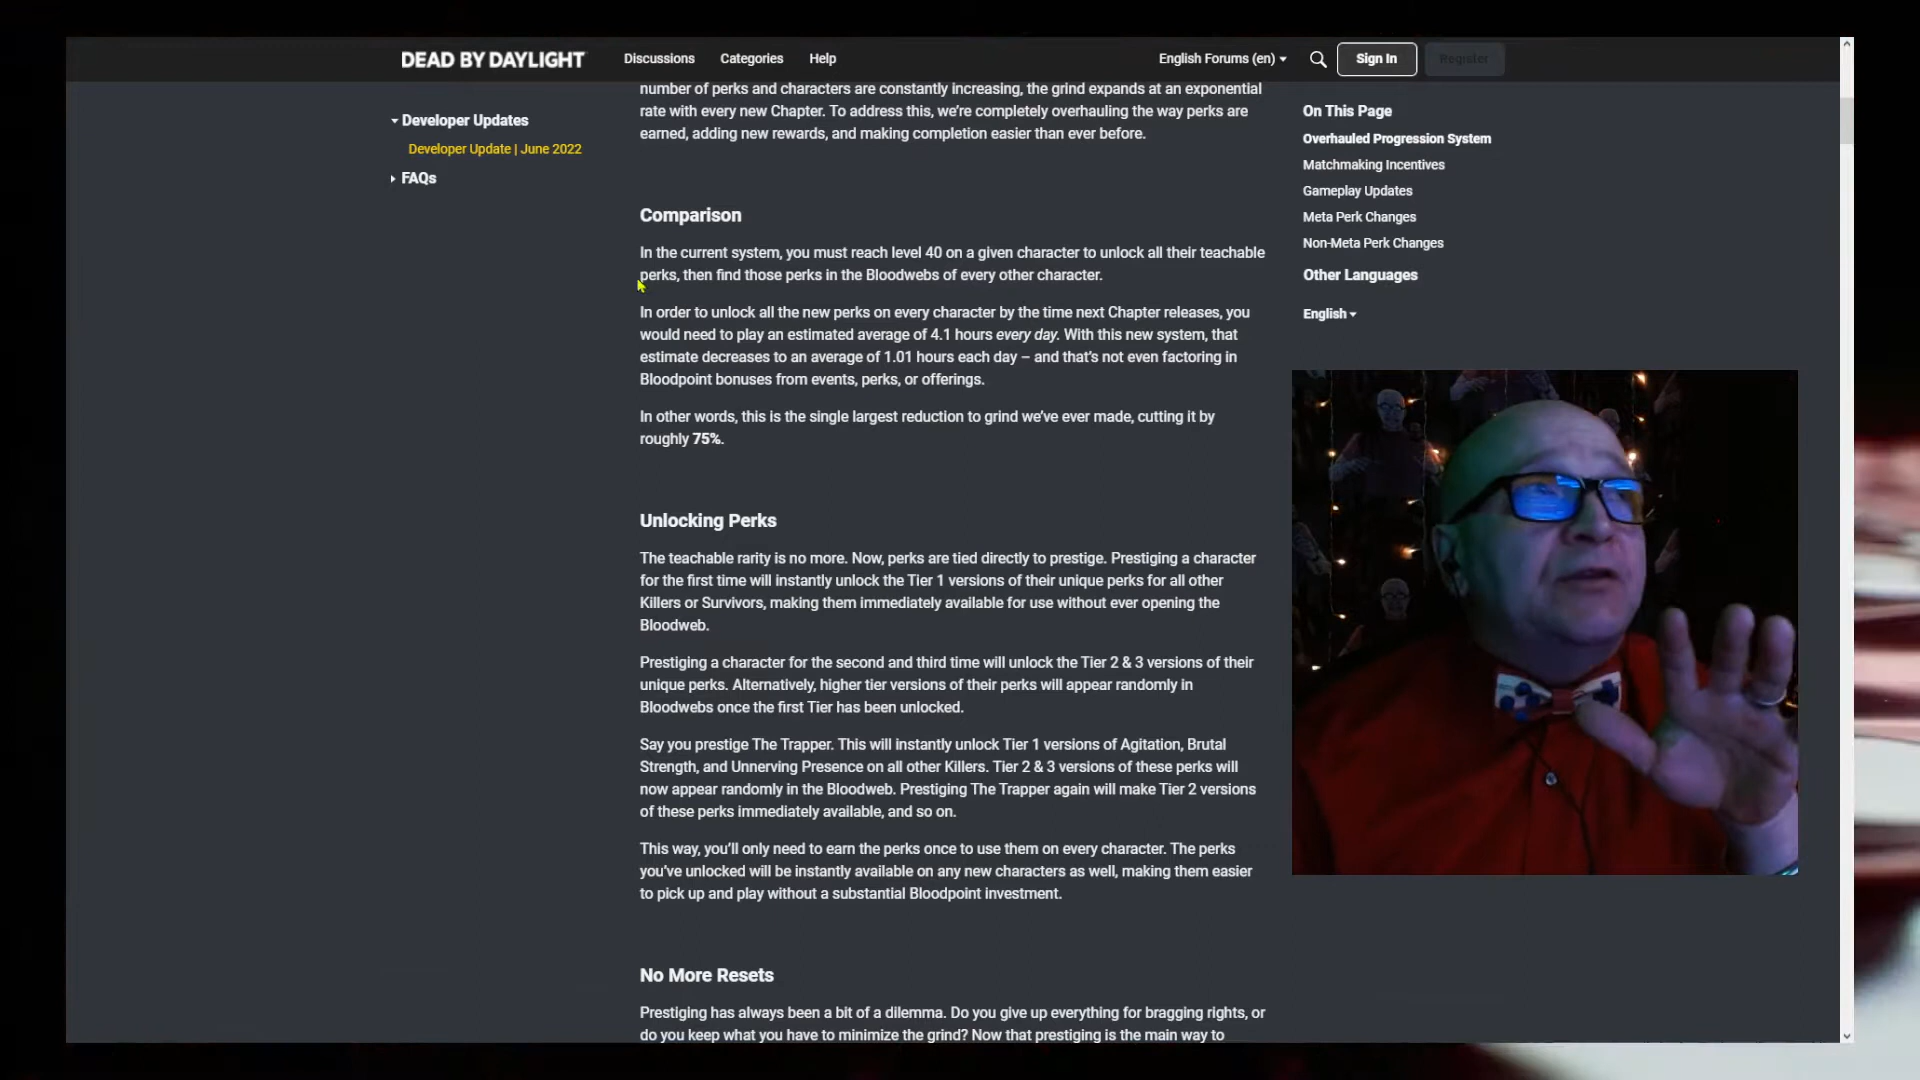 DEAD BY DAYLIGHT
Discussions
Categories
Help
English Forums (en)
Sign In
Register
Developer Updates
Developer Update | June 2022
FAQs
number of perks and characters are constantly increasing, the grind expands at an exponential
rate with every new Chapter. To address this, we're completely overhauling the way perks are
earned, adding new rewards, and making completion easier than ever before.
Comparison
In the current system, you must reach level 40 on a given character to unlock all their teachable
perks, then find those perks in the Bloodwebs of every other character.
In order to unlock all the new perks on every character by the time next Chapter releases, you
would need to play an estimated average of 4.1 hours every day. With this new system, that
estimate decreases to an average of 1.01 hours each day – and that's not even factoring in
Bloodpoint bonuses from events, perks, or offerings.
In other words, this is the single largest reduction to grind we've ever made, cutting it by
roughly 75%.
Unlocking Perks
The teachable rarity is no more. Now, perks are tied directly to prestige. Prestiging a character
for the first time will instantly unlock the Tier 1 versions of their unique perks for all other
Killers or Survivors, making them immediately available for use without ever opening the
Bloodweb.
Prestiging a character for the second and third time will unlock the Tier 2 & 3 versions of their
unique perks. Alternatively, higher tier versions of their perks will appear randomly in
Bloodwebs once the first Tier has been unlocked.
Say you prestige The Trapper. This will instantly unlock Tier 1 versions of Agitation, Brutal
Strength, and Unnerving Presence on all other Killers. Tier 2 & 3 versions of these perks will
now appear randomly in the Bloodweb. Prestiging The Trapper again will make Tier 2 versions
of these perks immediately available, and so on.
This way, you'll only need to earn the perks once to use them on every character. The perks
you've unlocked will be instantly available on any new characters as well, making them easier
to pick up and play without a substantial Bloodpoint investment.
No More Resets
Prestiging has always been a bit of a dilemma. Do you give up everything for bragging rights, or
do you keep what you have to minimize the grind? Now that prestiging is the main way to
On This Page
Overhauled Progression System
Matchmaking Incentives
Gameplay Updates
Meta Perk Changes
Non-Meta Perk Changes
Other Languages
English